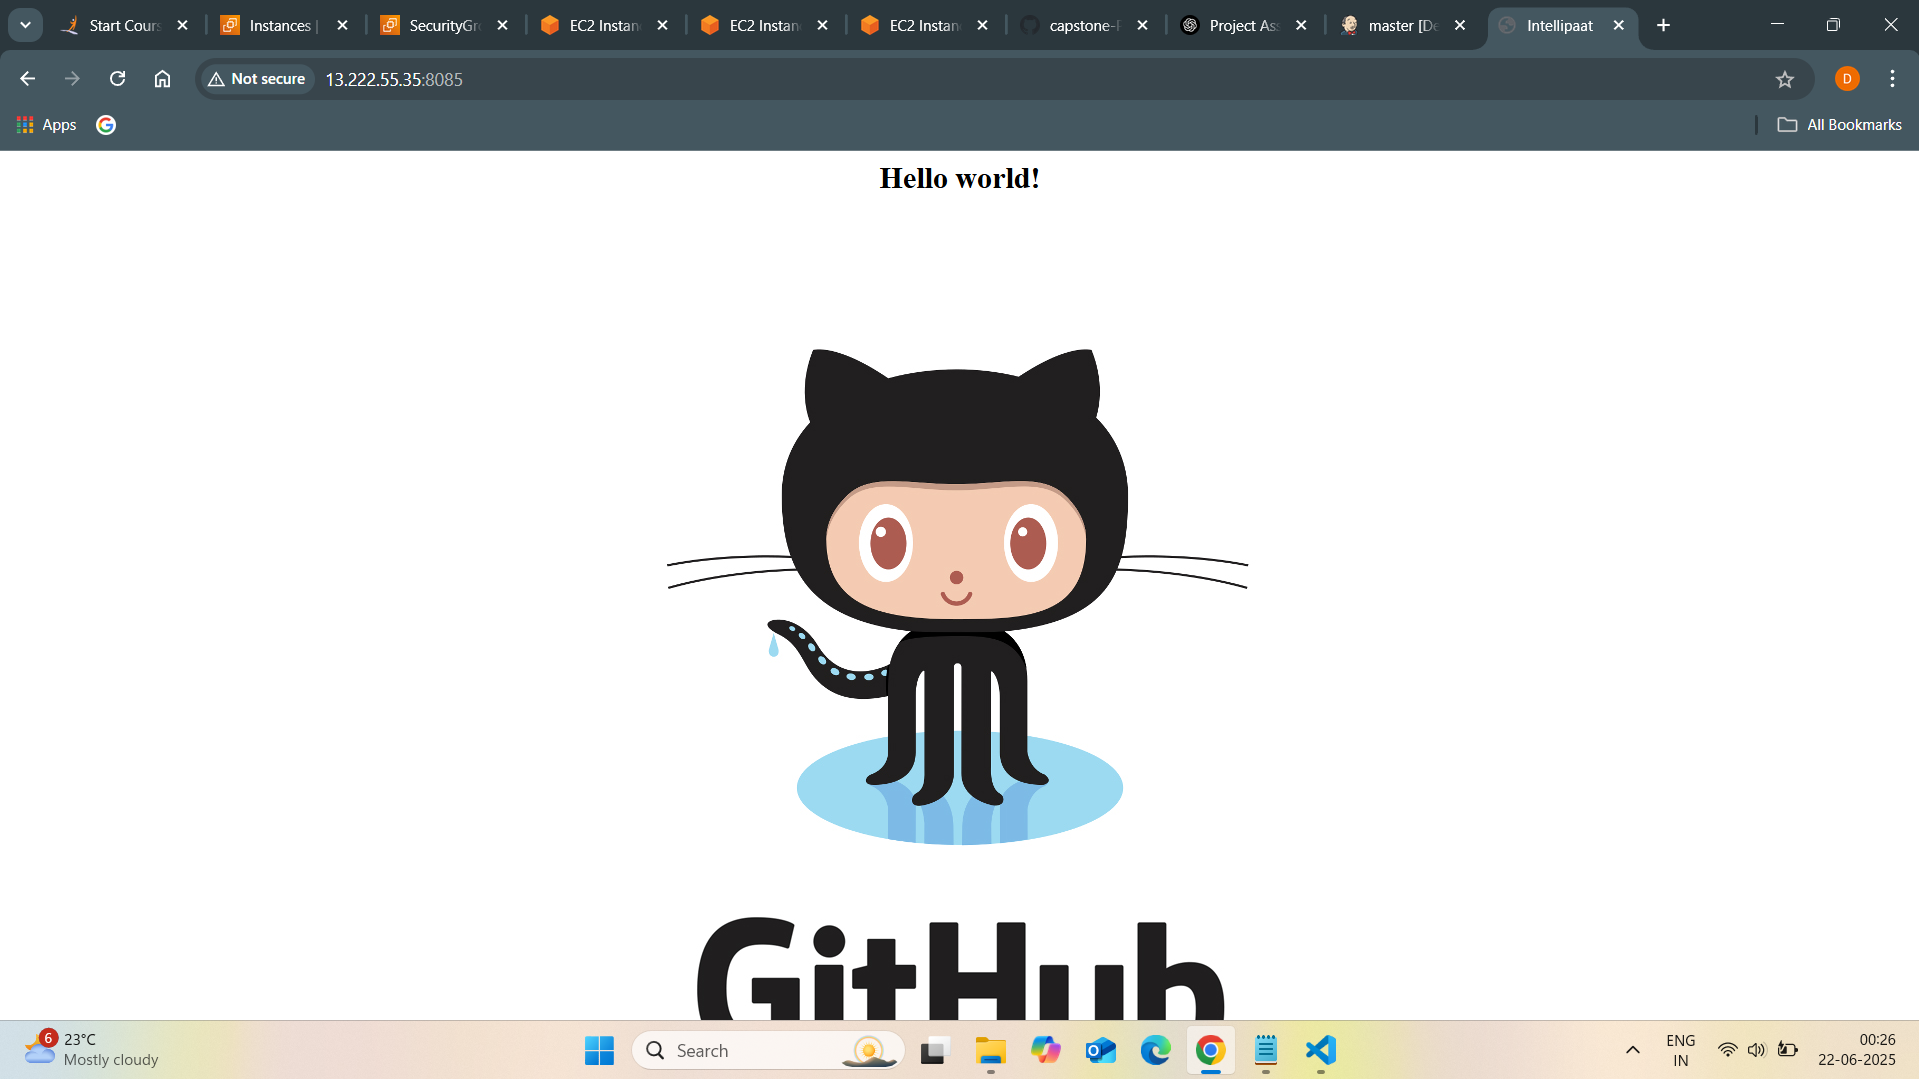 Start Cours
Instances |
SecurityGro
EC2 Instan
EC2 Instan
EC2 Instan
capstone-P
Project Ass
master [De
Intellipaat
Not secure
13.222.55.35:8085
D
Apps
All Bookmarks
Hello world!
GitHub
6
23°C
Mostly cloudy
Search
ENG
IN
00:26
22-06-2025